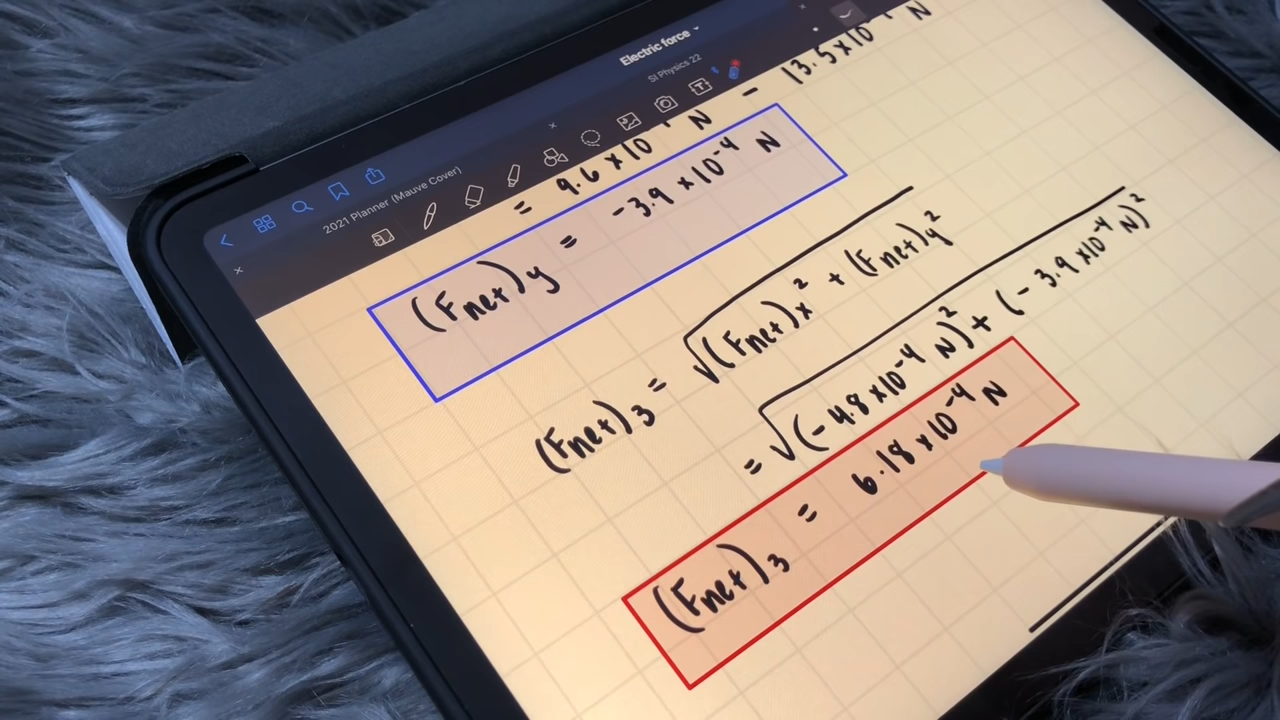 Electric force
SI Physics 22
2021 Planner (Mauve Cover)
= 9.6 x 10 N - 13.5 x 10 N
(Fnet)y = -3.9 x 10⁻⁴ N
(Fnet)₃ = √(Fnet)x² + (Fnet)y²
= √(-4.8 x 10⁻⁴ N)² + (-3.9 x 10⁻⁴ N)²
(Fnet)₃ = 6.18 x 10⁻⁴ N